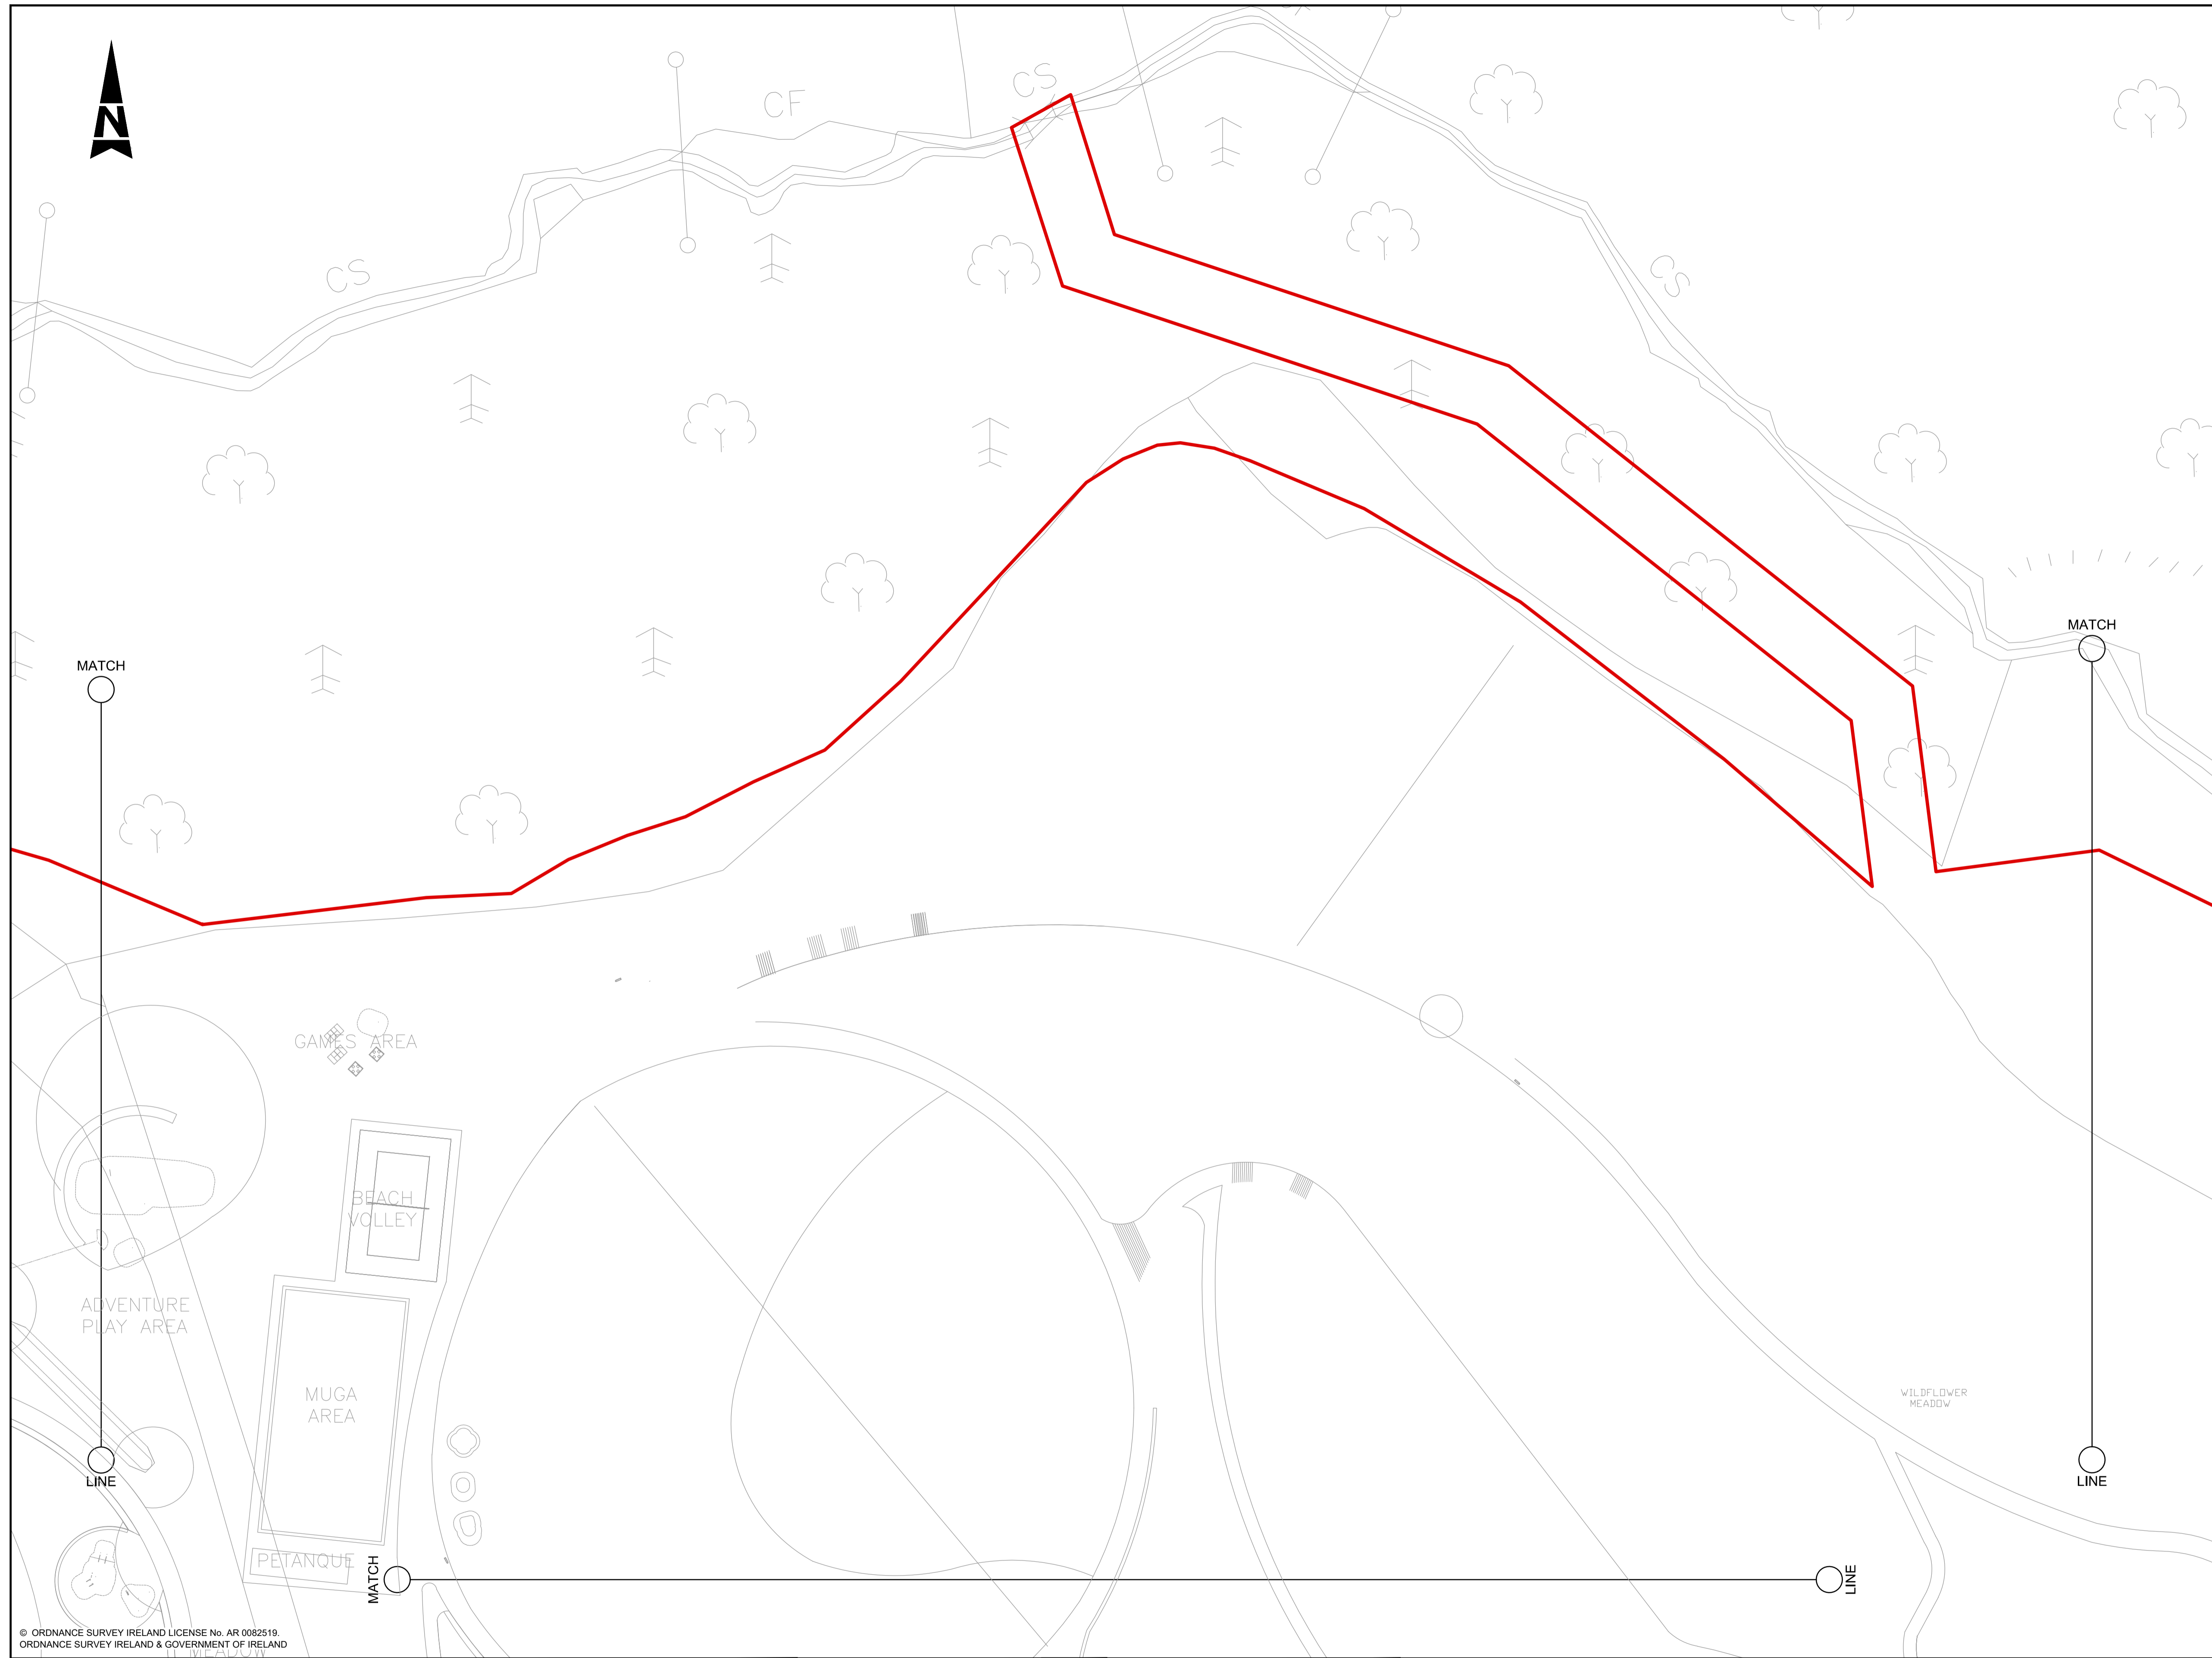 N
CF
CS
CS
CS
MATCH
MATCH
GAMES AREA
BEACH
VOLLEY
ADVENTURE
PLAY AREA
MUGA
AREA
WILDFLOWER
MEADOW
LINE
LINE
PETANQUE
MATCH
LINE
© ORDNANCE SURVEY IRELAND LICENSE No. AR 0082519.
ORDNANCE SURVEY IRELAND & GOVERNMENT OF IRELAND
MEADOW